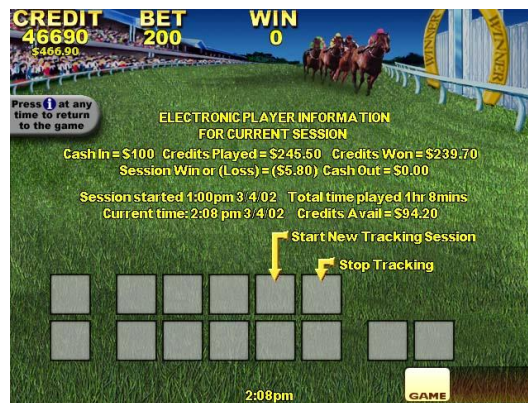 CREDIT BET WIN
46690 200 0
$466.90
WINNER WINNER
Press i at any
time to return
to the game
ELECTRONIC PLAYER INFORMATION
FOR CURRENT SESSION
Cash In = $100 Credits Played = $245.50 Credits Won = $239.70
Session Win or (Loss) = ($5.80) Cash Out = $0.00
Session started 1:00pm 3/4/02 Total time played 1hr 8mins
Current time: 2:08 pm 3/4/02 Credits Avail = $94.20
Start New Tracking Session
Stop Tracking
2:08pm
GAME